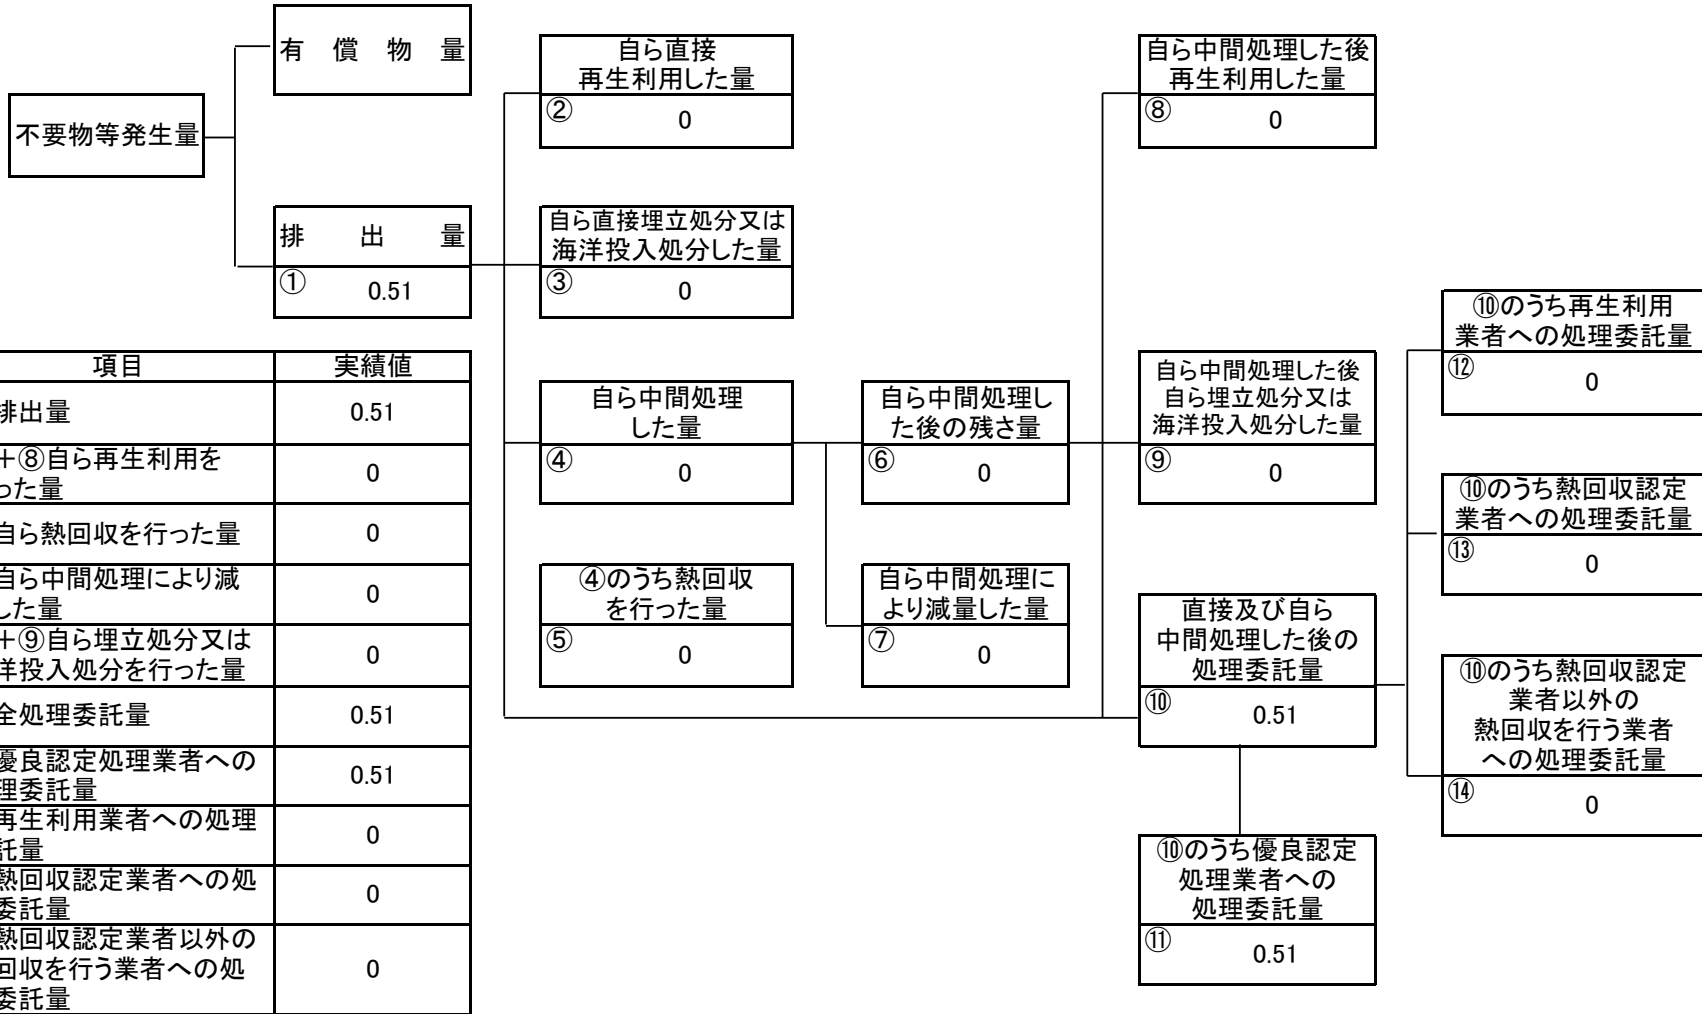 有償物量
不要物等発生量
排出量
① 0.51
自ら直接
再生利用した量
② 0
自ら直接埋立処分又は
海洋投入処分した量
③ 0
自ら中間処理
した量
④ 0
④のうち熱回収
を行った量
⑤ 0
自ら中間処理し
た後の残さ量
⑥ 0
自ら中間処理に
より減量した量
⑦ 0
自ら中間処理した後
再生利用した量
⑧ 0
自ら中間処理した後
自ら埋立処分又は
海洋投入処分した量
⑨ 0
直接及び自ら
中間処理した後の
処理委託量
⑩ 0.51
⑩のうち優良認定
処理業者への
処理委託量
⑪ 0.51
⑩のうち再生利用
業者への処理委託量
⑫ 0
⑩のうち熱回収認定
業者への処理委託量
⑬ 0
⑩のうち熱回収認定
業者以外の
熱回収を行う業者
への処理委託量
⑭ 0
項目 実績値
排出量 0.51
+⑧自ら再生利用を
った量 0
自ら熱回収を行った量 0
自ら中間処理により減
した量 0
+⑨自ら埋立処分又は
洋投入処分を行った量 0
全処理委託量 0.51
優良認定処理業者への
理委託量 0.51
再生利用業者への処理
託量 0
熱回収認定業者への処
委託量 0
熱回収認定業者以外の
回収を行う業者への処
委託量 0